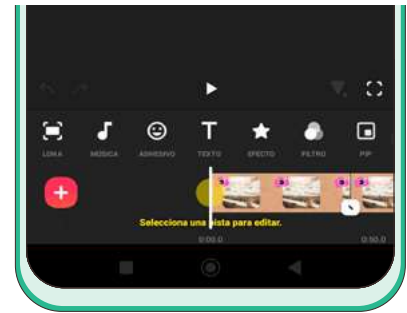 LONA MÚSICA ADHESIVO TEXTO EFECTO FILTRO PIP
Selecciona una pista para editar.
0:00.0 0:50.0